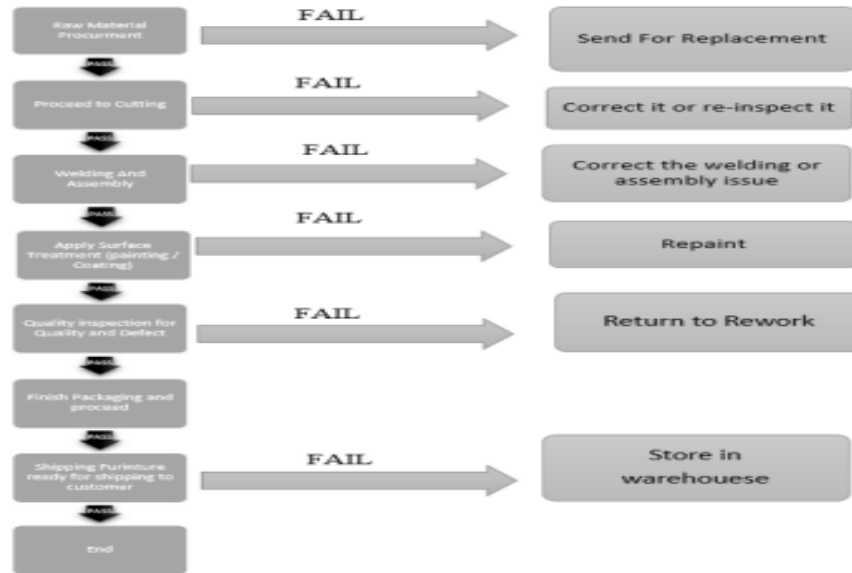 Raw Material
Procurment
FAIL
Send For Replacement
PASS
Proceed to Cutting
FAIL
Correct it or re-inspect it
PASS
Welding And
Assembly
FAIL
Correct the welding or
assembly issue
PASS
Apply Surface
Treatment (painting /
Coating)
FAIL
Repaint
PASS
Quality inspection for
Quality and Defect
FAIL
Return to Rework
PASS
Finish Packaging and
proceed
PASS
Shipping Furinture
ready for shipping to
customer
FAIL
Store in
warehouese
PASS
End